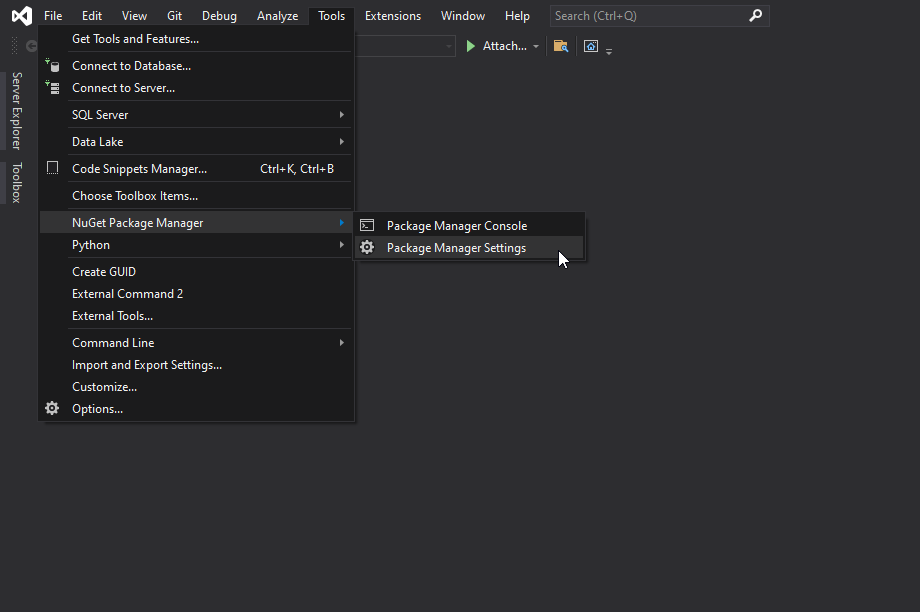 File Edit View Git Debug Analyze Tools Extensions Window Help Search (Ctrl+Q)
Attach...
Server Explorer
Toolbox
Get Tools and Features...
Connect to Database...
Connect to Server...
SQL Server
Data Lake
Code Snippets Manager... Ctrl+K, Ctrl+B
Choose Toolbox Items...
NuGet Package Manager
Package Manager Console
Package Manager Settings
Python
Create GUID
External Command 2
External Tools...
Command Line
Import and Export Settings...
Customize...
Options...